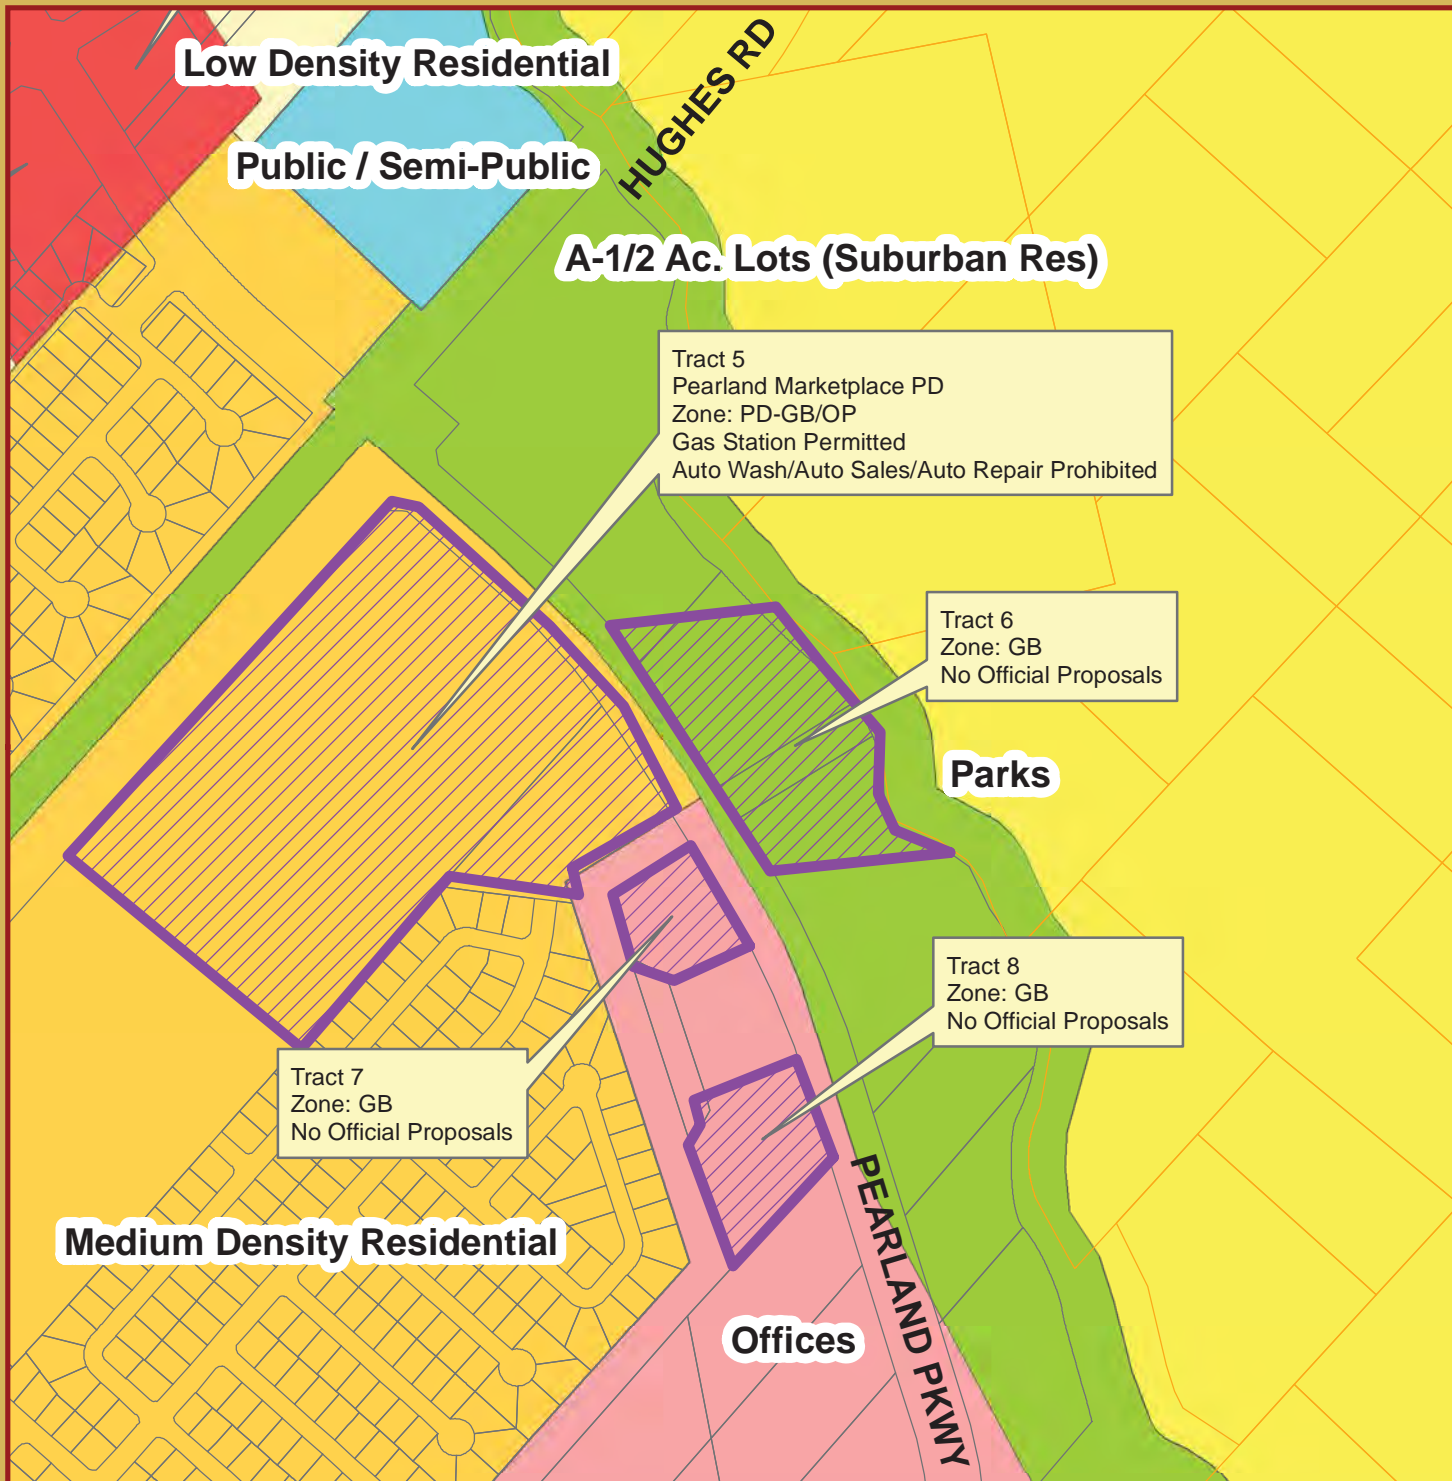 Low Density Residential
HUGHES RD
Public / Semi-Public
A-1/2 Ac. Lots (Suburban Res)
Tract 5
Pearland Marketplace PD
Zone: PD-GB/OP
Gas Station Permitted
Auto Wash/Auto Sales/Auto Repair Prohibited
Tract 6
Zone: GB
No Official Proposals
Parks
Tract 8
Zone: GB
No Official Proposals
Tract 7
Zone: GB
No Official Proposals
PEARLAND PKWY
Medium Density Residential
Offices